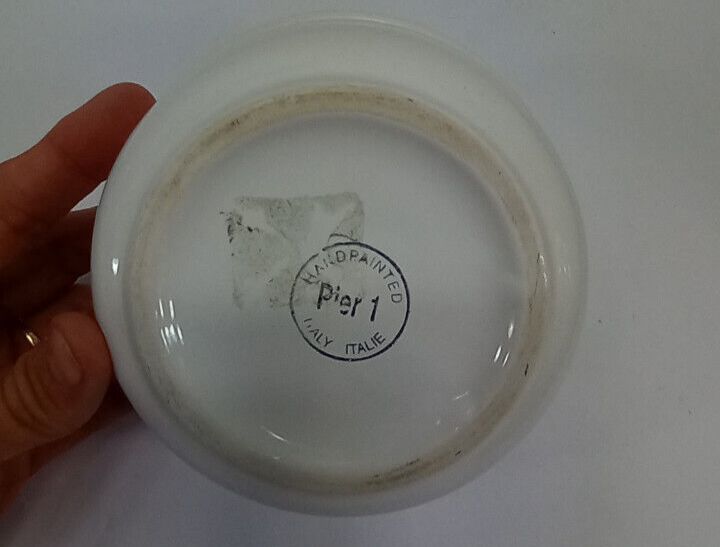 HANDPAINTED
Pier 1
ITALY ITALIE